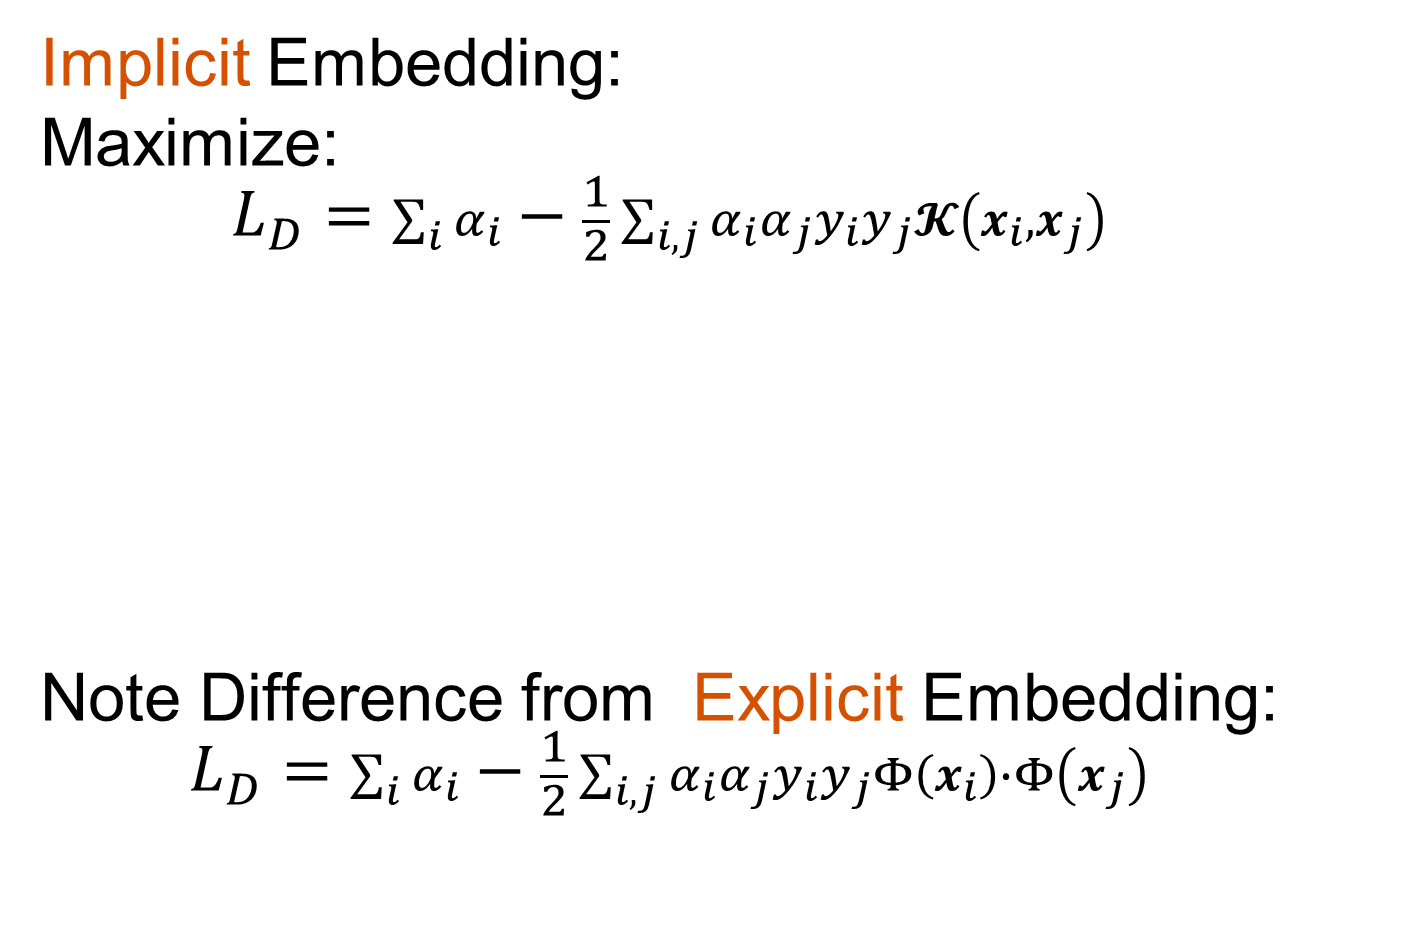 Implicit Embedding:
Maximize:
L_D = ∑_i α_i − 1/2 ∑_{i,j} α_i α_j y_i y_j 𝓚(𝒙_i, 𝒙_j)
Note Difference from Explicit Embedding:
L_D = ∑_i α_i − 1/2 ∑_{i,j} α_i α_j y_i y_j Φ(𝒙_i)·Φ(𝒙_j)